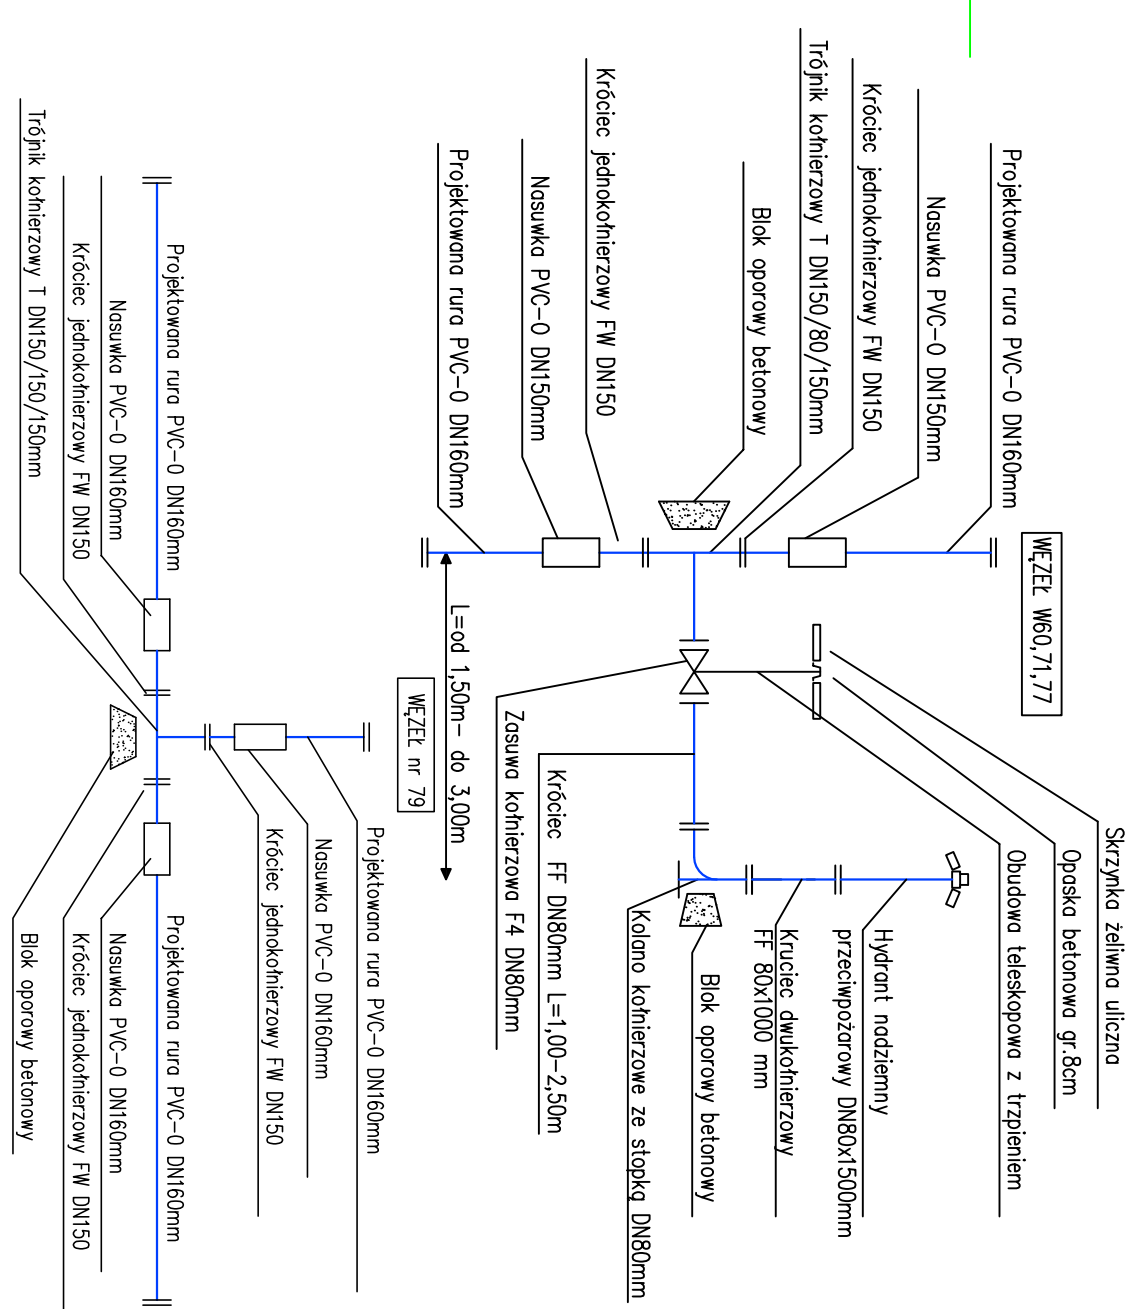 WĘZEŁ W60,71,77
Projektowana rura PVC-O DN160mm
Nasuwka PVC-O DN150mm
Króciec jednokołnierzowy FW DN150
Trójnik kołnierzowy T DN150/80/150mm
Blok oporowy betonowy
Króciec jednokołnierzowy FW DN150
Nasuwka PVC-O DN150mm
Projektowana rura PVC-O DN160mm
Skrzynka żeliwna uliczna
Opaska betonowa gr.8cm
Obudowa teleskopowa z trzpieniem
Hydrant nadziemny
przeciwpożarowy DN80x1500mm
Kruciec dwukołnierzowy
FF 80x1000 mm
Blok oporowy betonowy
Kolano kołnierzowe ze stopką DN80mm
Króciec FF DN80mm L=1,00-2,50m
Zasuwa kołnierzowa F4 DN80mm
L=od 1,50m- do 3,00m
WĘZEŁ nr 79
Projektowana rura PVC-O DN160mm
Nasuwka PVC-O DN160mm
Króciec jednokołnierzowy FW DN150
Projektowana rura PVC-O DN160mm
Nasuwka PVC-O DN160mm
Króciec jednokołnierzowy FW DN150
Trójnik kołnierzowy T DN150/150/150mm
Projektowana rura PVC-O DN160mm
Nasuwka PVC-O DN160mm
Króciec jednokołnierzowy FW DN150
Blok oporowy betonowy